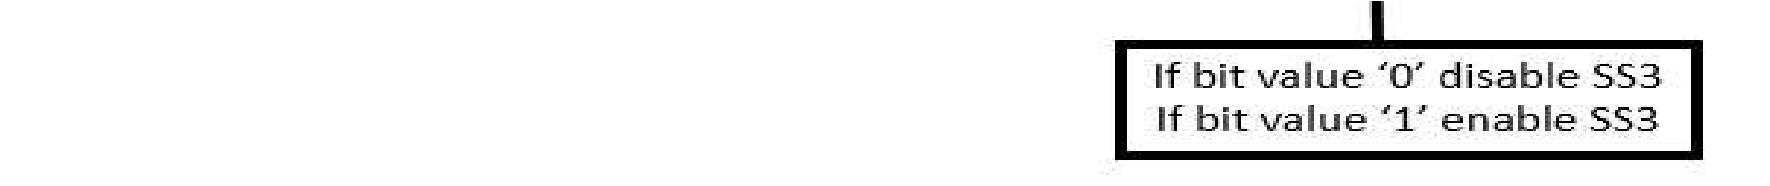 If bit value ‘0’ disable SS3
If bit value ‘1’ enable SS3